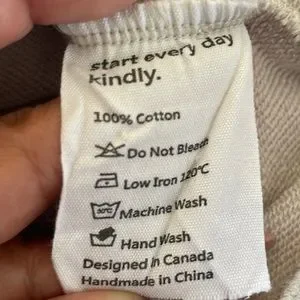 start every day
kindly.
100% Cotton
Do Not Bleach
Low Iron 120°C
30°C Machine Wash
Hand Wash
Designed In Canada
Handmade in China